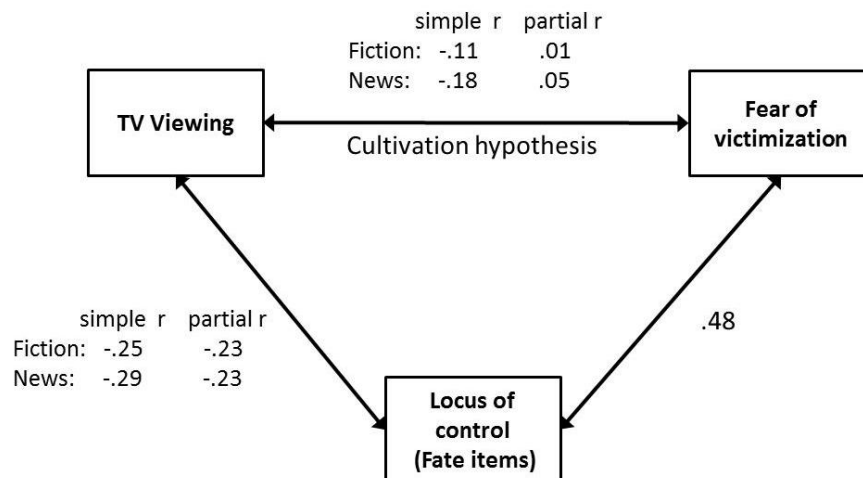 simple r partial r
Fiction: -.11 .01
News: -.18 .05
TV Viewing
Cultivation hypothesis
Fear of
victimization
simple r partial r
Fiction: -.25 -.23
News: -.29 -.23
.48
Locus of
control
(Fate items)